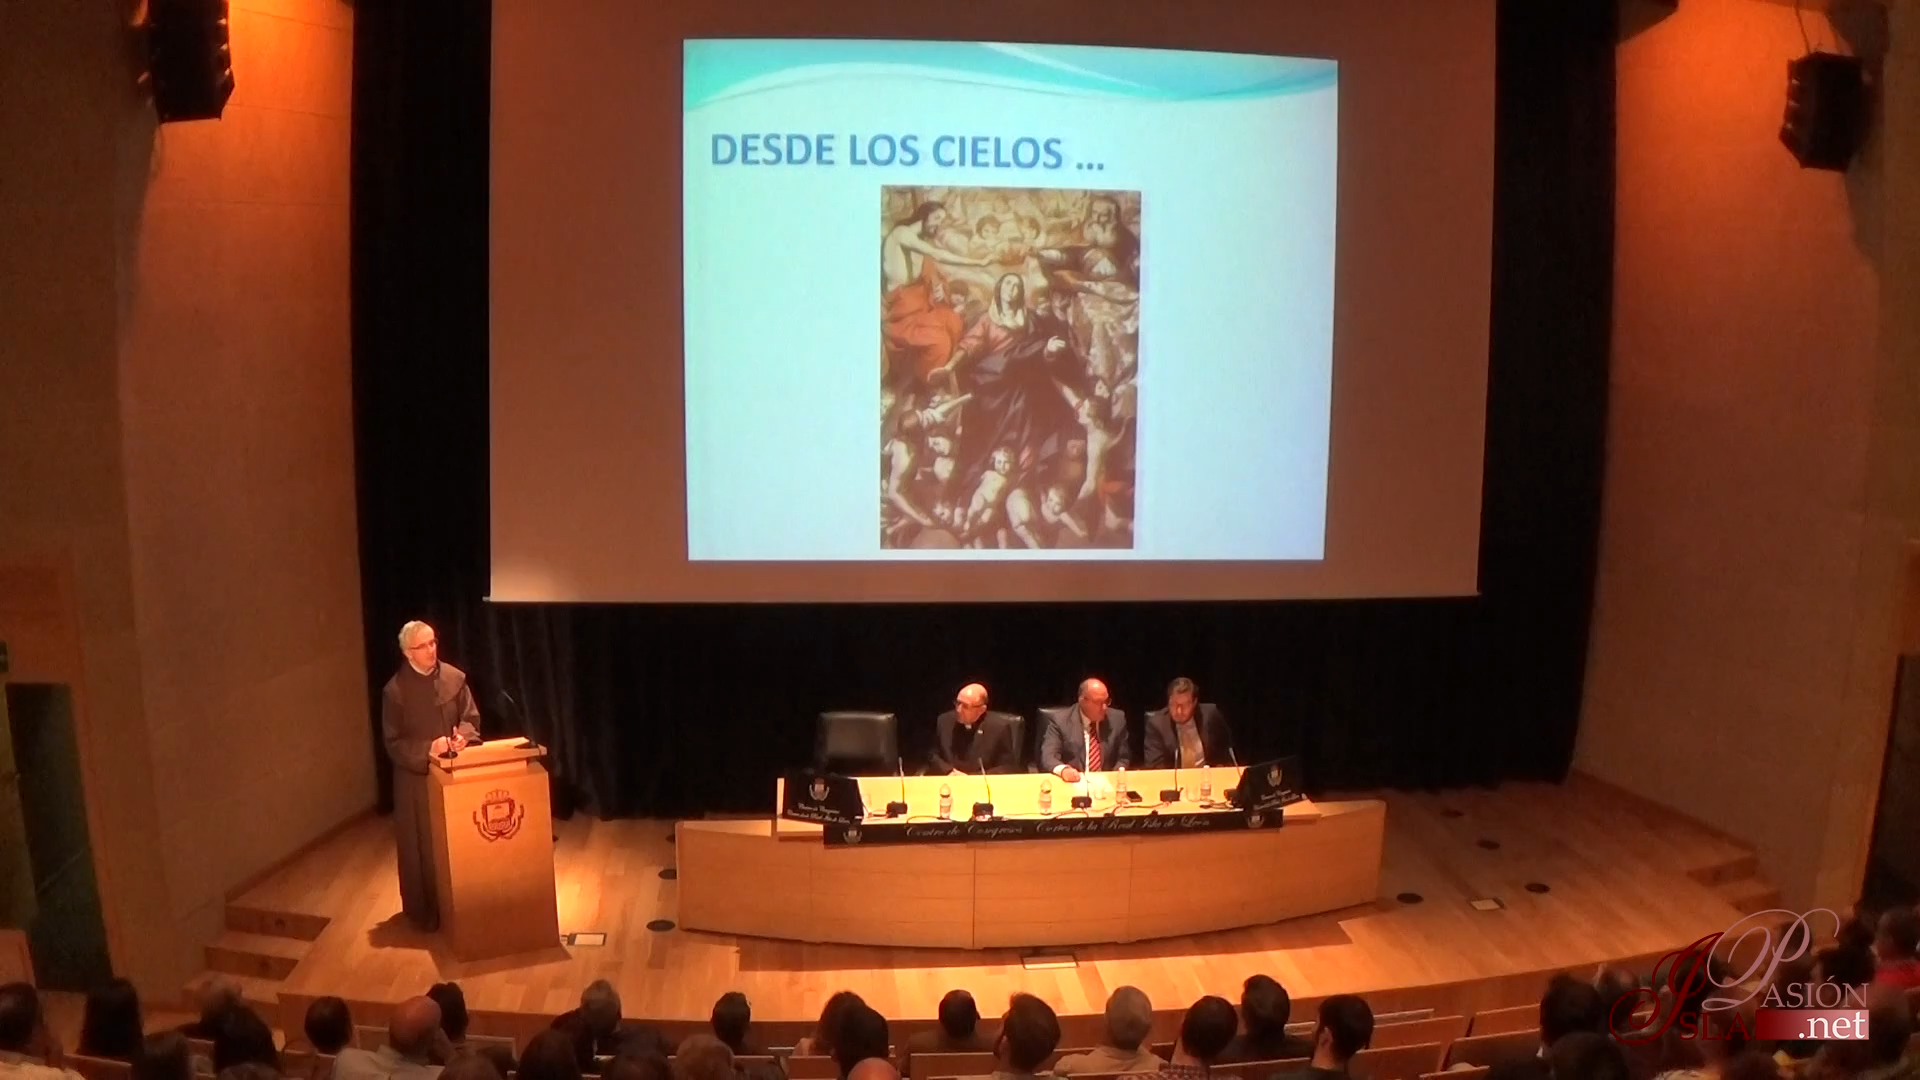 DESDE LOS CIELOS ...
Centro de Congresos Cortes de la Real Isla de León
ISLA PASIÓN
.net